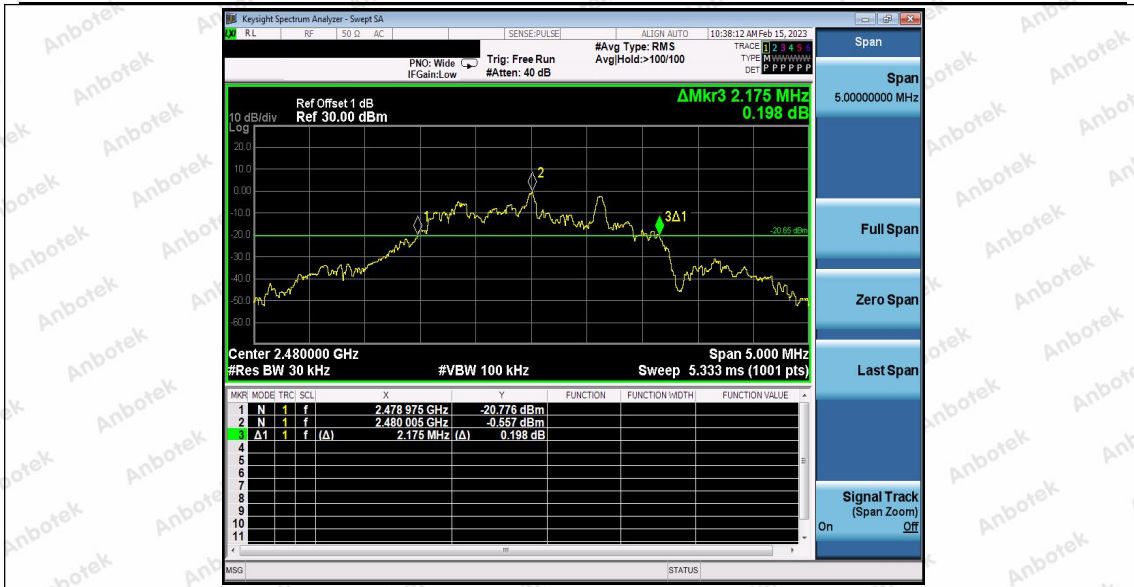 Keysight Spectrum Analyzer - Swept SA
LXI RL RF 50 Ω AC SENSE:PULSE ALIGN AUTO 10:38:12 AM Feb 15, 2023
#Avg Type: RMS TRACE 1 2 3 4 5 6
PNO: Wide Trig: Free Run Avg|Hold:>100/100 TYPE M WWWWW
IFGain:Low #Atten: 40 dB DET P P P P P P
ΔMkr3 2.175 MHz
Ref Offset 1 dB
10 dB/div Ref 30.00 dBm 0.198 dB
Log
20.0
10.0
0.00
-10.0
-20.0
-30.0
-40.0
-50.0
-60.0
1
2
3Δ1
-20.65 dBm
Center 2.480000 GHz Span 5.000 MHz
#Res BW 30 kHz #VBW 100 kHz Sweep 5.333 ms (1001 pts)
MKR MODE TRC SCL X Y FUNCTION FUNCTION WIDTH FUNCTION VALUE
1 N 1 f 2.478 975 GHz -20.776 dBm
2 N 1 f 2.480 005 GHz -0.557 dBm
3 Δ1 1 f (Δ) 2.175 MHz (Δ) 0.198 dB
4
5
6
7
8
9
10
11
MSG STATUS
Span
Span
5.00000000 MHz
Full Span
Zero Span
Last Span
Signal Track
(Span Zoom)
On Off
Anbotek